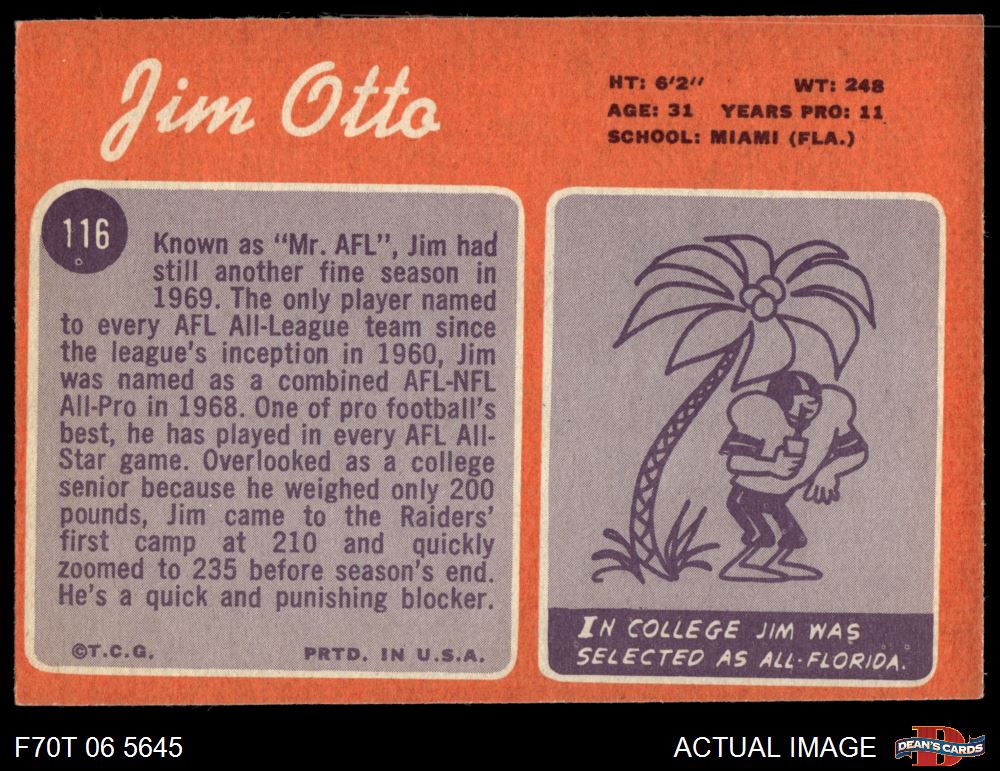 Jim Otto
HT: 6'2"
WT: 248
AGE: 31
YEARS PRO: 11
SCHOOL: MIAMI (FLA.)
116
Known as "Mr. AFL", Jim had
still another fine season in
1969. The only player named
to every AFL All-League team since
the league's inception in 1960, Jim
was named as a combined AFL-NFL
All-Pro in 1968. One of pro football's
best, he has played in every AFL All-
Star game. Overlooked as a college
senior because he weighed only 200
pounds, Jim came to the Raiders'
first camp at 210 and quickly
zoomed to 235 before season's end.
He's a quick and punishing blocker.
©T.C.G.
PRTD. IN U.S.A.
IN COLLEGE JIM WAS
SELECTED AS ALL-FLORIDA.
F70T 06 5645
ACTUAL IMAGE
DEAN'S CARDS